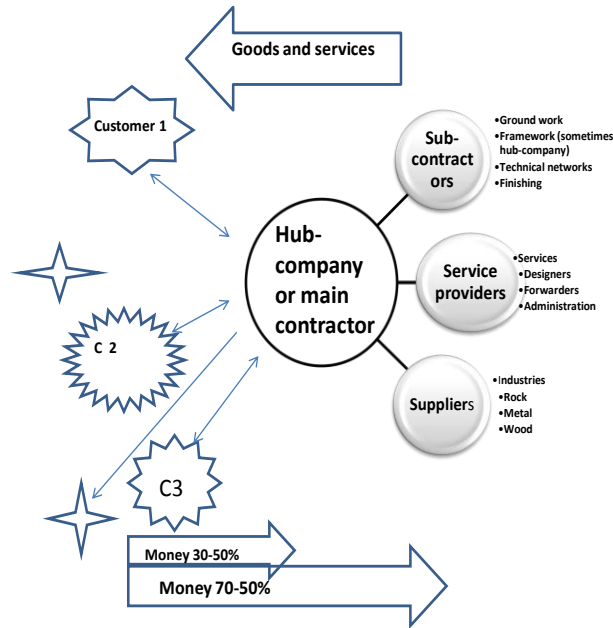 Goods and services
Customer 1
C 2
C3
Hub-
company
or main
contractor
Sub-
contract
ors
•Ground work
•Framework (sometimes
hub-company)
•Technical networks
•Finishing
Service
providers
•Services
•Designers
•Forwarders
•Administration
Suppliers
•Industries
•Rock
•Metal
•Wood
Money 30-50%
Money 70-50%